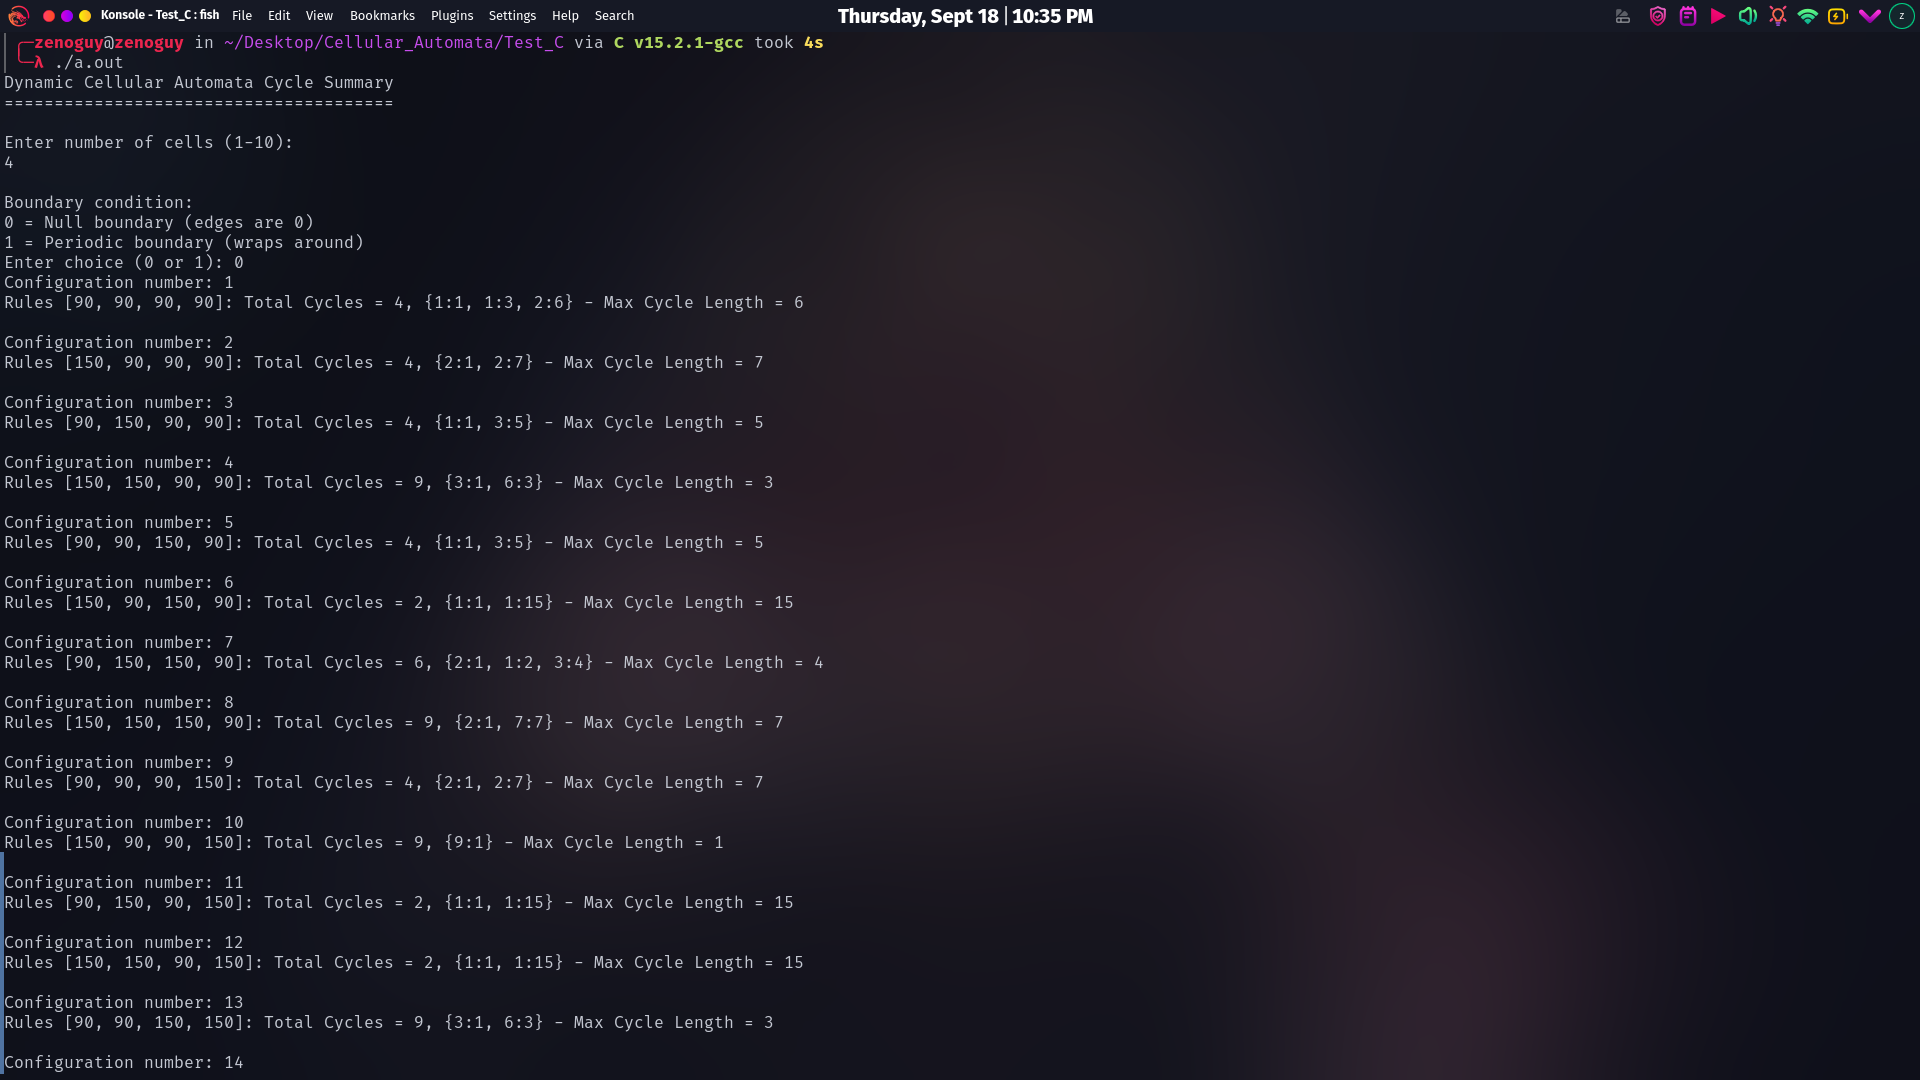 Konsole - Test_C : fish File Edit View Bookmarks Plugins Settings Help Search Thursday, Sept 18 | 10:35 PM z
zenoguy@zenoguy in ~/Desktop/Cellular_Automata/Test_C via C v15.2.1-gcc took 4s
λ ./a.out
Dynamic Cellular Automata Cycle Summary
=======================================
Enter number of cells (1-10):
4
Boundary condition:
0 = Null boundary (edges are 0)
1 = Periodic boundary (wraps around)
Enter choice (0 or 1): 0
Configuration number: 1
Rules [90, 90, 90, 90]: Total Cycles = 4, {1:1, 1:3, 2:6} - Max Cycle Length = 6
Configuration number: 2
Rules [150, 90, 90, 90]: Total Cycles = 4, {2:1, 2:7} - Max Cycle Length = 7
Configuration number: 3
Rules [90, 150, 90, 90]: Total Cycles = 4, {1:1, 3:5} - Max Cycle Length = 5
Configuration number: 4
Rules [150, 150, 90, 90]: Total Cycles = 9, {3:1, 6:3} - Max Cycle Length = 3
Configuration number: 5
Rules [90, 90, 150, 90]: Total Cycles = 4, {1:1, 3:5} - Max Cycle Length = 5
Configuration number: 6
Rules [150, 90, 150, 90]: Total Cycles = 2, {1:1, 1:15} - Max Cycle Length = 15
Configuration number: 7
Rules [90, 150, 150, 90]: Total Cycles = 6, {2:1, 1:2, 3:4} - Max Cycle Length = 4
Configuration number: 8
Rules [150, 150, 150, 90]: Total Cycles = 9, {2:1, 7:7} - Max Cycle Length = 7
Configuration number: 9
Rules [90, 90, 90, 150]: Total Cycles = 4, {2:1, 2:7} - Max Cycle Length = 7
Configuration number: 10
Rules [150, 90, 90, 150]: Total Cycles = 9, {9:1} - Max Cycle Length = 1
Configuration number: 11
Rules [90, 150, 90, 150]: Total Cycles = 2, {1:1, 1:15} - Max Cycle Length = 15
Configuration number: 12
Rules [150, 150, 90, 150]: Total Cycles = 2, {1:1, 1:15} - Max Cycle Length = 15
Configuration number: 13
Rules [90, 90, 150, 150]: Total Cycles = 9, {3:1, 6:3} - Max Cycle Length = 3
Configuration number: 14